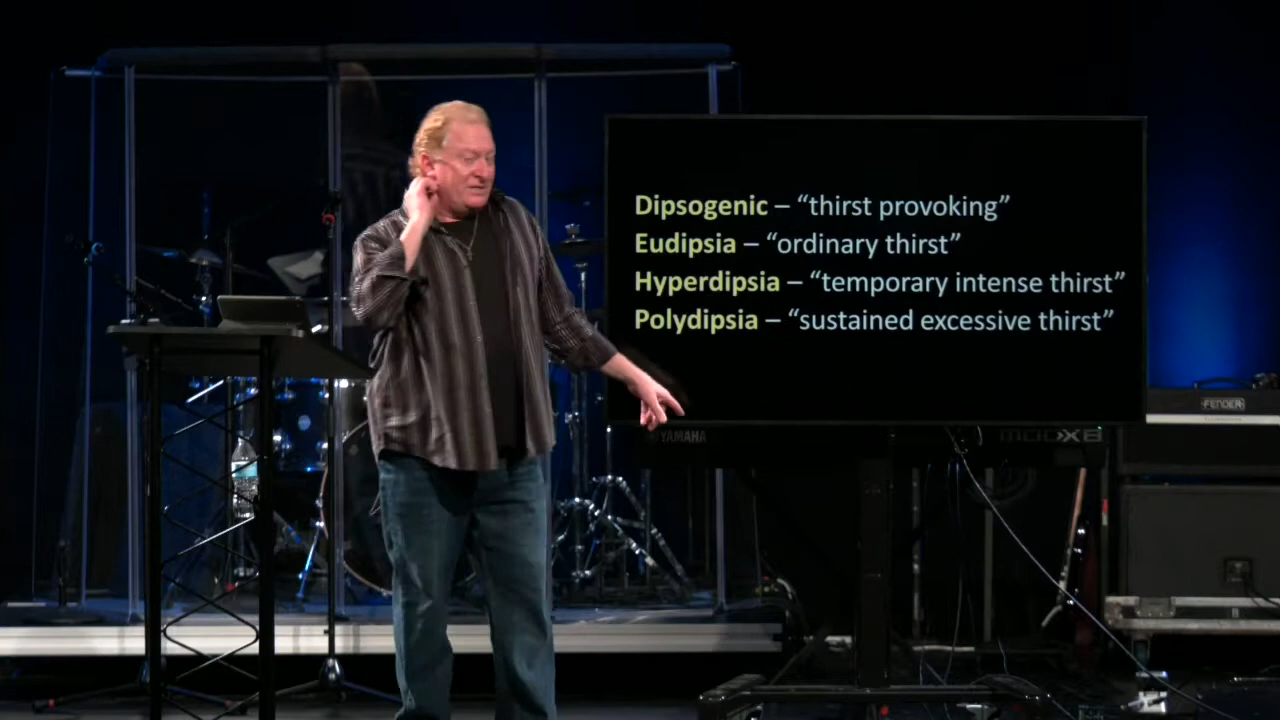 Dipsogenic – “thirst provoking”
Eudipsia – “ordinary thirst”
Hyperdipsia – “temporary intense thirst”
Polydipsia – “sustained excessive thirst”
FENDER
YAMAHA
MODX8